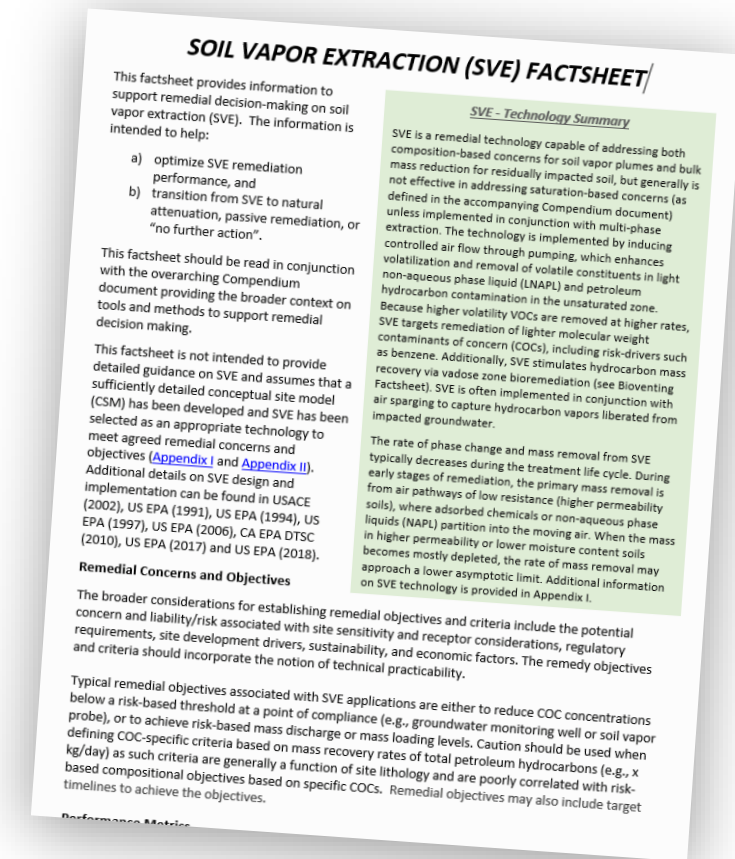 SOIL VAPOR EXTRACTION (SVE) FACTSHEET
This factsheet provides information to
support remedial decision-making on soil
vapor extraction (SVE). The information is
intended to help:
a) optimize SVE remediation
performance, and
b) transition from SVE to natural
attenuation, passive remediation, or
“no further action”.
This factsheet should be read in conjunction
with the overarching Compendium
document providing the broader context on
tools and methods to support remedial
decision making.
This factsheet is not intended to provide
detailed guidance on SVE and assumes that a
sufficiently detailed conceptual site model
(CSM) has been developed and SVE has been
selected as an appropriate technology to
meet agreed remedial concerns and
objectives (Appendix I and Appendix II).
Additional details on SVE design and
implementation can be found in USACE
(2002), US EPA (1991), US EPA (1994), US
EPA (1997), US EPA (2006), CA EPA DTSC
(2010), US EPA (2017) and US EPA (2018).
SVE - Technology Summary
SVE is a remedial technology capable of addressing both
composition-based concerns for soil vapor plumes and bulk
mass reduction for residually impacted soil, but generally is
not effective in addressing saturation-based concerns (as
defined in the accompanying Compendium document)
unless implemented in conjunction with multi-phase
extraction. The technology is implemented by inducing
controlled air flow through pumping, which enhances
volatilization and removal of volatile constituents in light
non-aqueous phase liquid (LNAPL) and petroleum
hydrocarbon contamination in the unsaturated zone.
Because higher volatility VOCs are removed at higher rates,
SVE targets remediation of lighter molecular weight
contaminants of concern (COCs), including risk-drivers such
as benzene. Additionally, SVE stimulates hydrocarbon mass
recovery via vadose zone bioremediation (see Bioventing
Factsheet). SVE is often implemented in conjunction with
air sparging to capture hydrocarbon vapors liberated from
impacted groundwater.
The rate of phase change and mass removal from SVE
typically decreases during the treatment life cycle. During
early stages of remediation, the primary mass removal is
from air pathways of low resistance (higher permeability
soils), where adsorbed chemicals or non-aqueous phase
liquids (NAPL) partition into the moving air. When the mass
in higher permeability or lower moisture content soils
becomes mostly depleted, the rate of mass removal may
approach a lower asymptotic limit. Additional information
on SVE technology is provided in Appendix I.
Remedial Concerns and Objectives
The broader considerations for establishing remedial objectives and criteria include the potential
concern and liability/risk associated with site sensitivity and receptor considerations, regulatory
requirements, site development drivers, sustainability, and economic factors. The remedy objectives
and criteria should incorporate the notion of technical practicability.
Typical remedial objectives associated with SVE applications are either to reduce COC concentrations
below a risk-based threshold at a point of compliance (e.g., groundwater monitoring well or soil vapor
probe), or to achieve risk-based mass discharge or mass loading levels. Caution should be used when
defining COC-specific criteria based on mass recovery rates of total petroleum hydrocarbons (e.g., x
kg/day) as such criteria are generally a function of site lithology and are poorly correlated with risk-
based compositional objectives based on specific COCs. Remedial objectives may also include target
timelines to achieve the objectives.
Performance Metrics